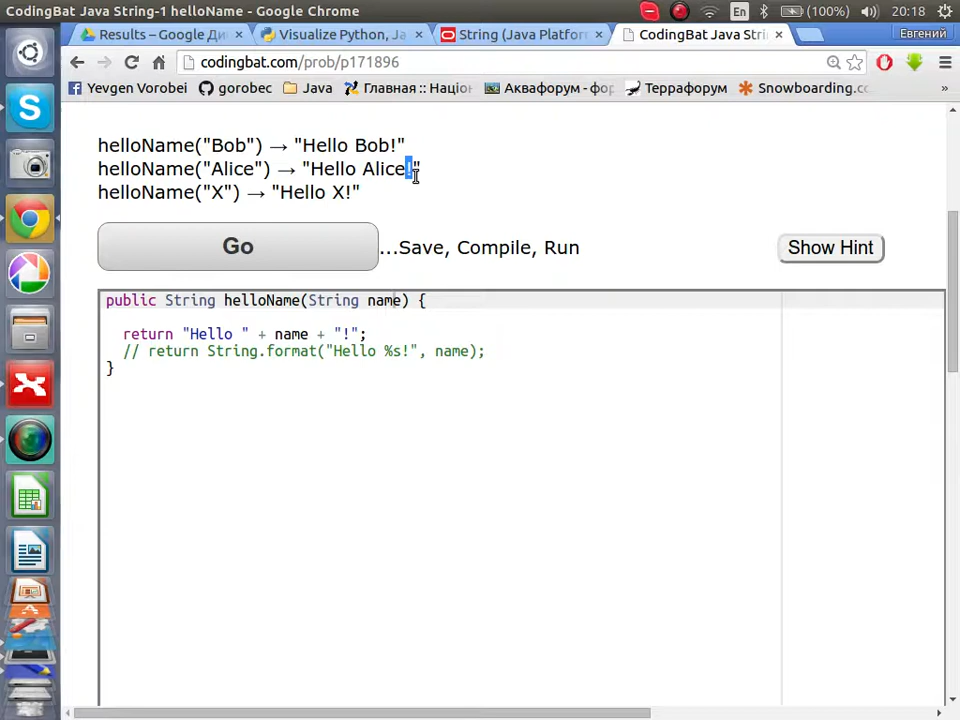 CodingBat Java String-1 helloName - Google Chrome
En
(100%)
20:18
Results – Google Ди
Visualize Python, Ja
String (Java Platfor
CodingBat Java Stri
Евгений
codingbat.com/prob/p171896
Yevgen Vorobei
gorobec
Java
Главная :: Націо
Аквафорум - фор
Террафорум
Snowboarding.cc
»
helloName("Bob") → "Hello Bob!"
helloName("Alice") → "Hello Alice!"
helloName("X") → "Hello X!"
Go
...Save, Compile, Run
Show Hint
public String helloName(String name) {
return "Hello " + name + "!";
// return String.format("Hello %s!", name);
}